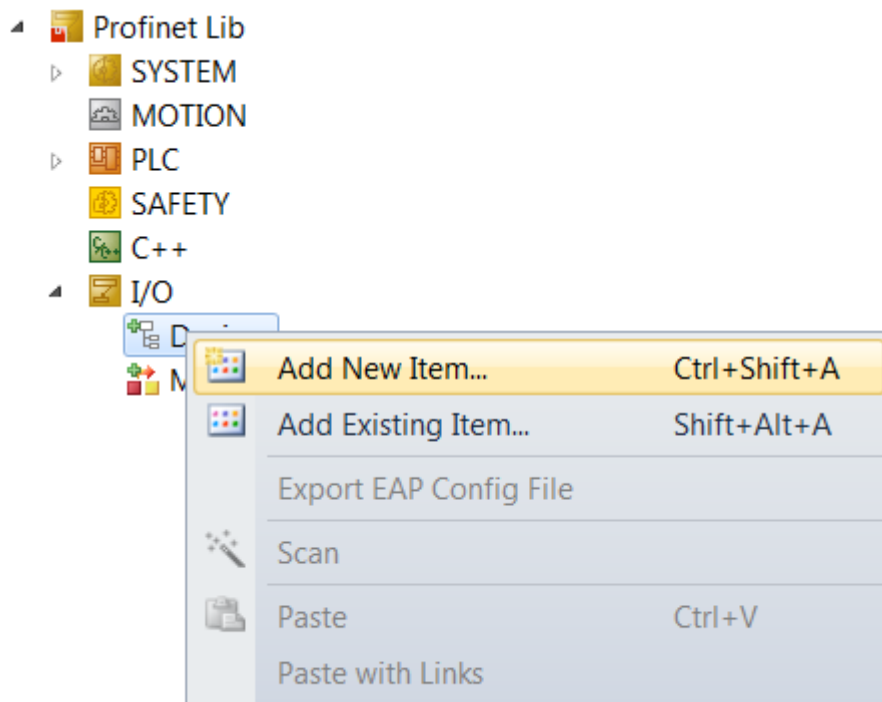 Profinet Lib
SYSTEM
MOTION
PLC
SAFETY
C++
I/O
Add New Item... Ctrl+Shift+A
Add Existing Item... Shift+Alt+A
Export EAP Config File
Scan
Paste Ctrl+V
Paste with Links